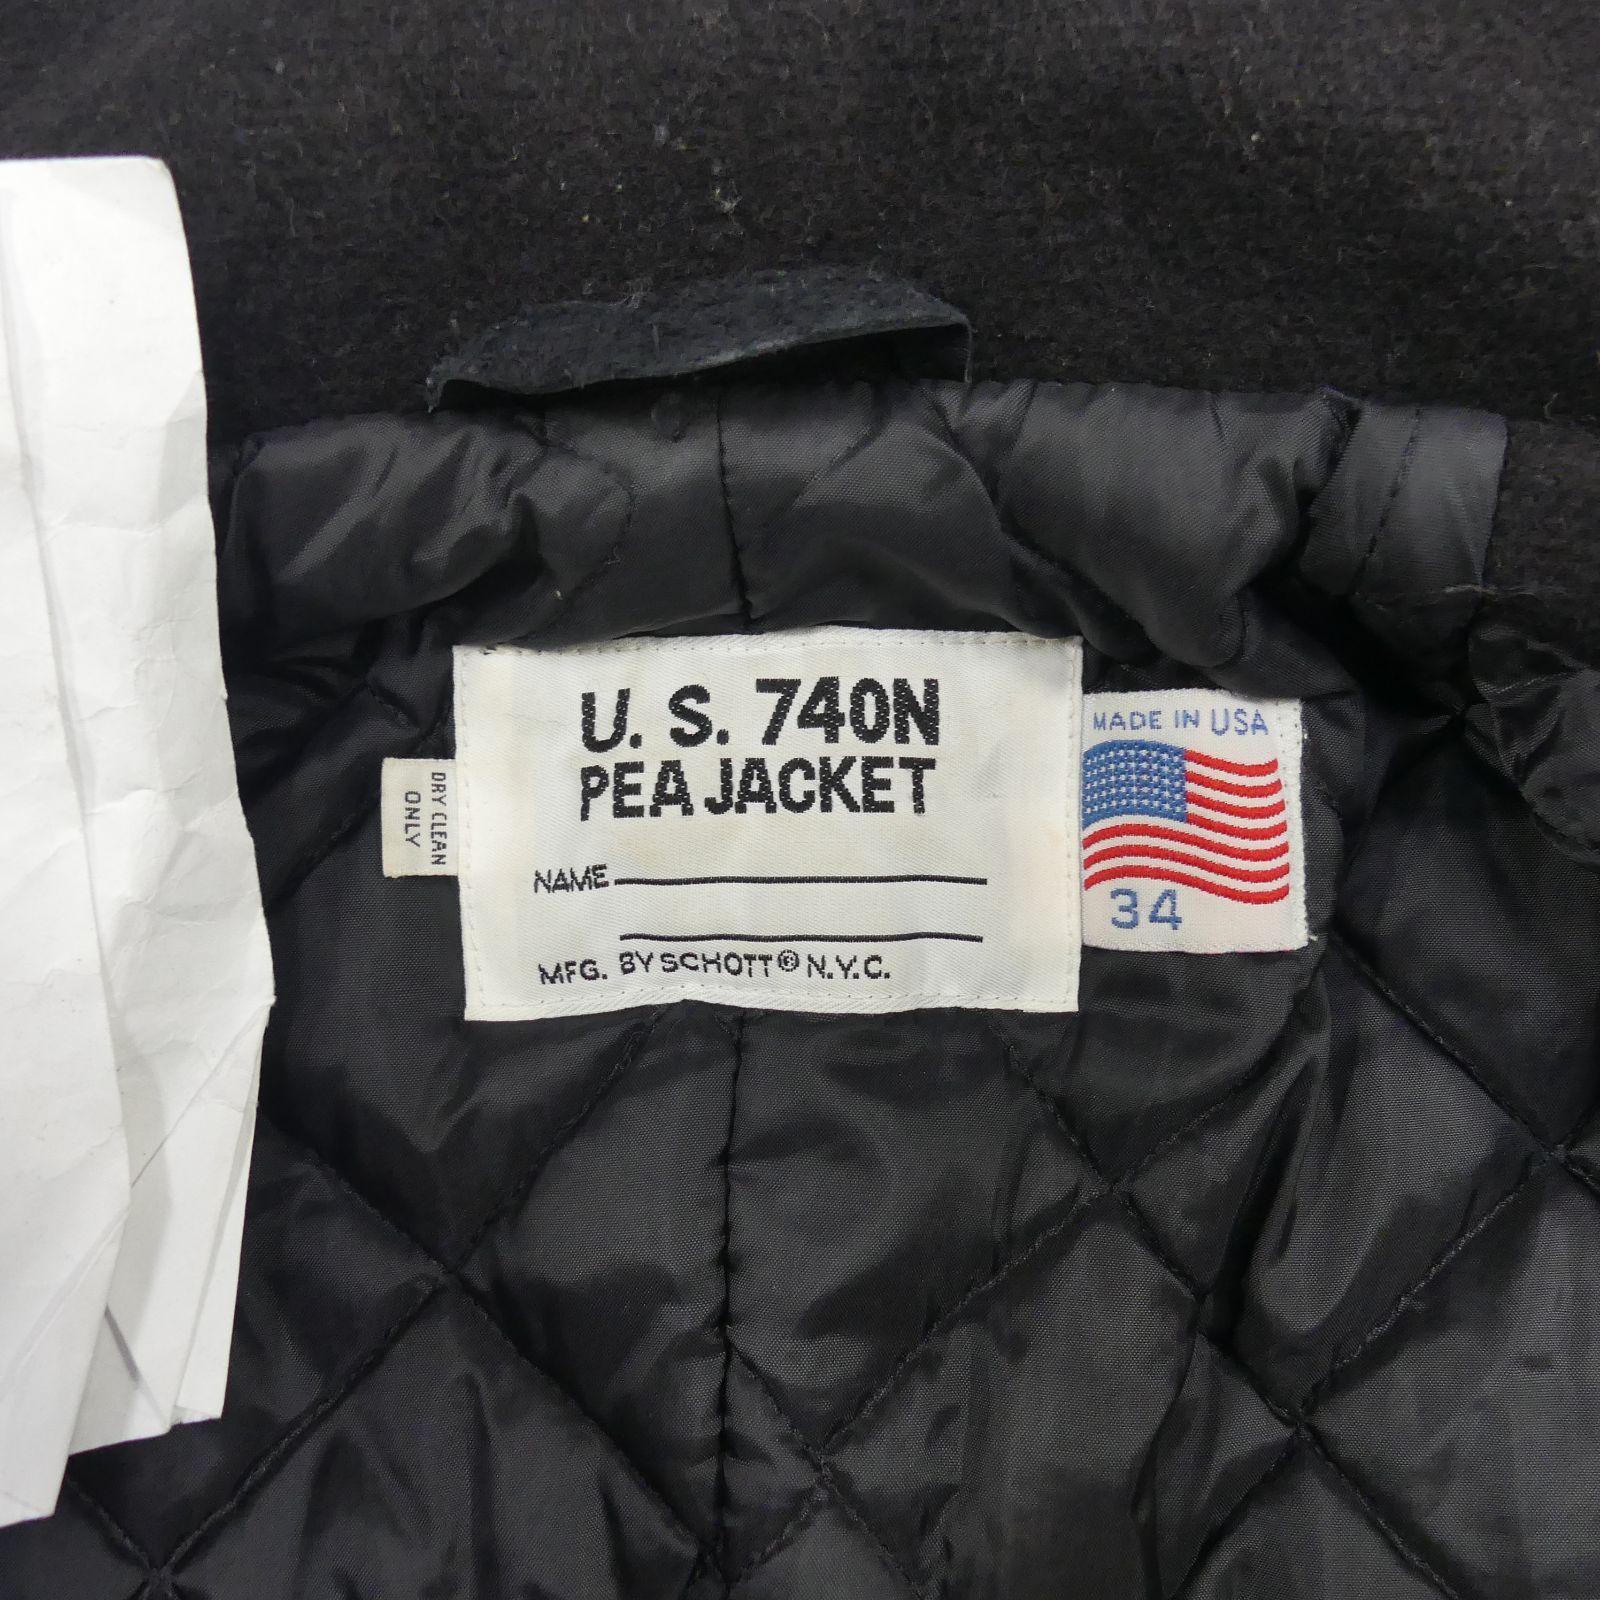 U. S. 740N
PEA JACKET
NAME
MFG. BY SCHOTT® N.Y.C.
DRY CLEAN
ONLY
MADE IN USA
34